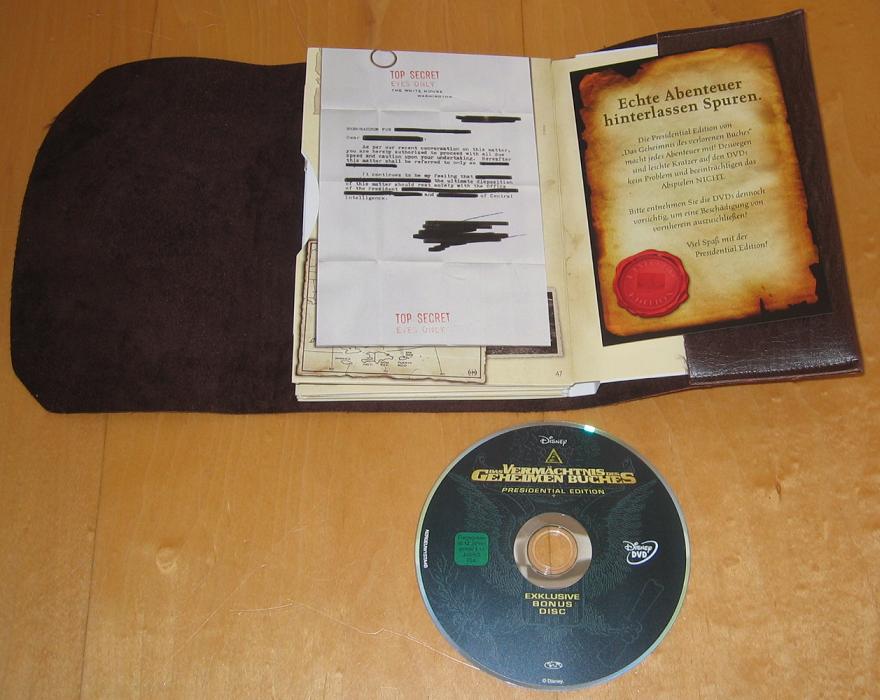 TOP SECRET
EYES ONLY
THE WHITE HOUSE
WASHINGTON
MEMORANDUM FOR
Dear
As per our recent conversation on this matter,
you are hereby authorized to proceed with all due
speed and caution upon your undertaking. Hereafter
this matter shall be referred to only as
It continues to be my feeling that
the ultimate disposition
of this matter should rest solely with the Office
of the President and of Central
Intelligence.
TOP SECRET
EYES ONLY
47
Echte Abenteuer
hinterlassen Spuren.
Die Presidential Edition von
„Das Geheimnis des verlorenen Buches"
macht jedes Abenteuer mit! Deswegen
sind leichte Kratzer auf den DVDs
kein Problem und beeinträchtigen das
Abspielen NICHT.
Bitte entnehmen Sie die DVDs dennoch
vorsichtig, um eine Beschädigung von
vornherein auszuschließen!
Viel Spaß mit der
Presidential Edition!
Disney
DAS VERMÄCHTNIS DES
GEHEIMEN BUCHES
PRESIDENTIAL EDITION
Disney
DVD
EXKLUSIVE
BONUS
DISC
© Disney.